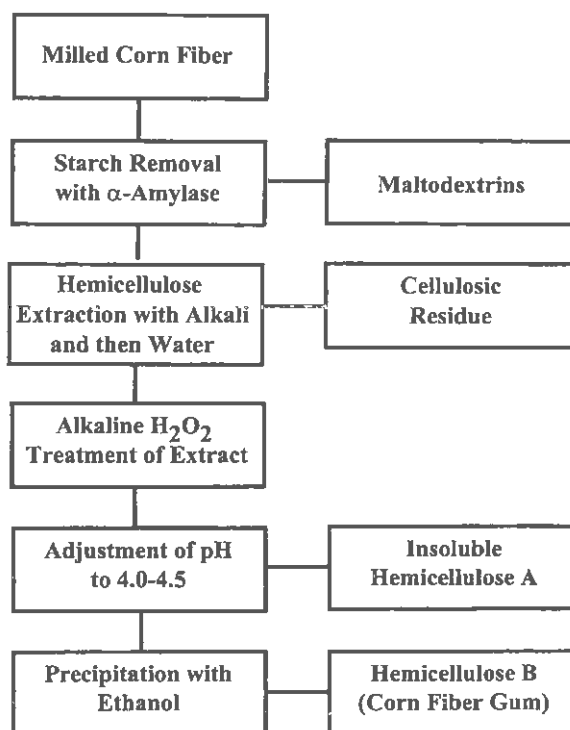 Milled Corn Fiber
Starch Removal
with α-Amylase
Maltodextrins
Hemicellulose
Extraction with Alkali
and then Water
Cellulosic
Residue
Alkaline H₂O₂
Treatment of Extract
Adjustment of pH
to 4.0-4.5
Insoluble
Hemicellulose A
Precipitation with
Ethanol
Hemicellulose B
(Corn Fiber Gum)